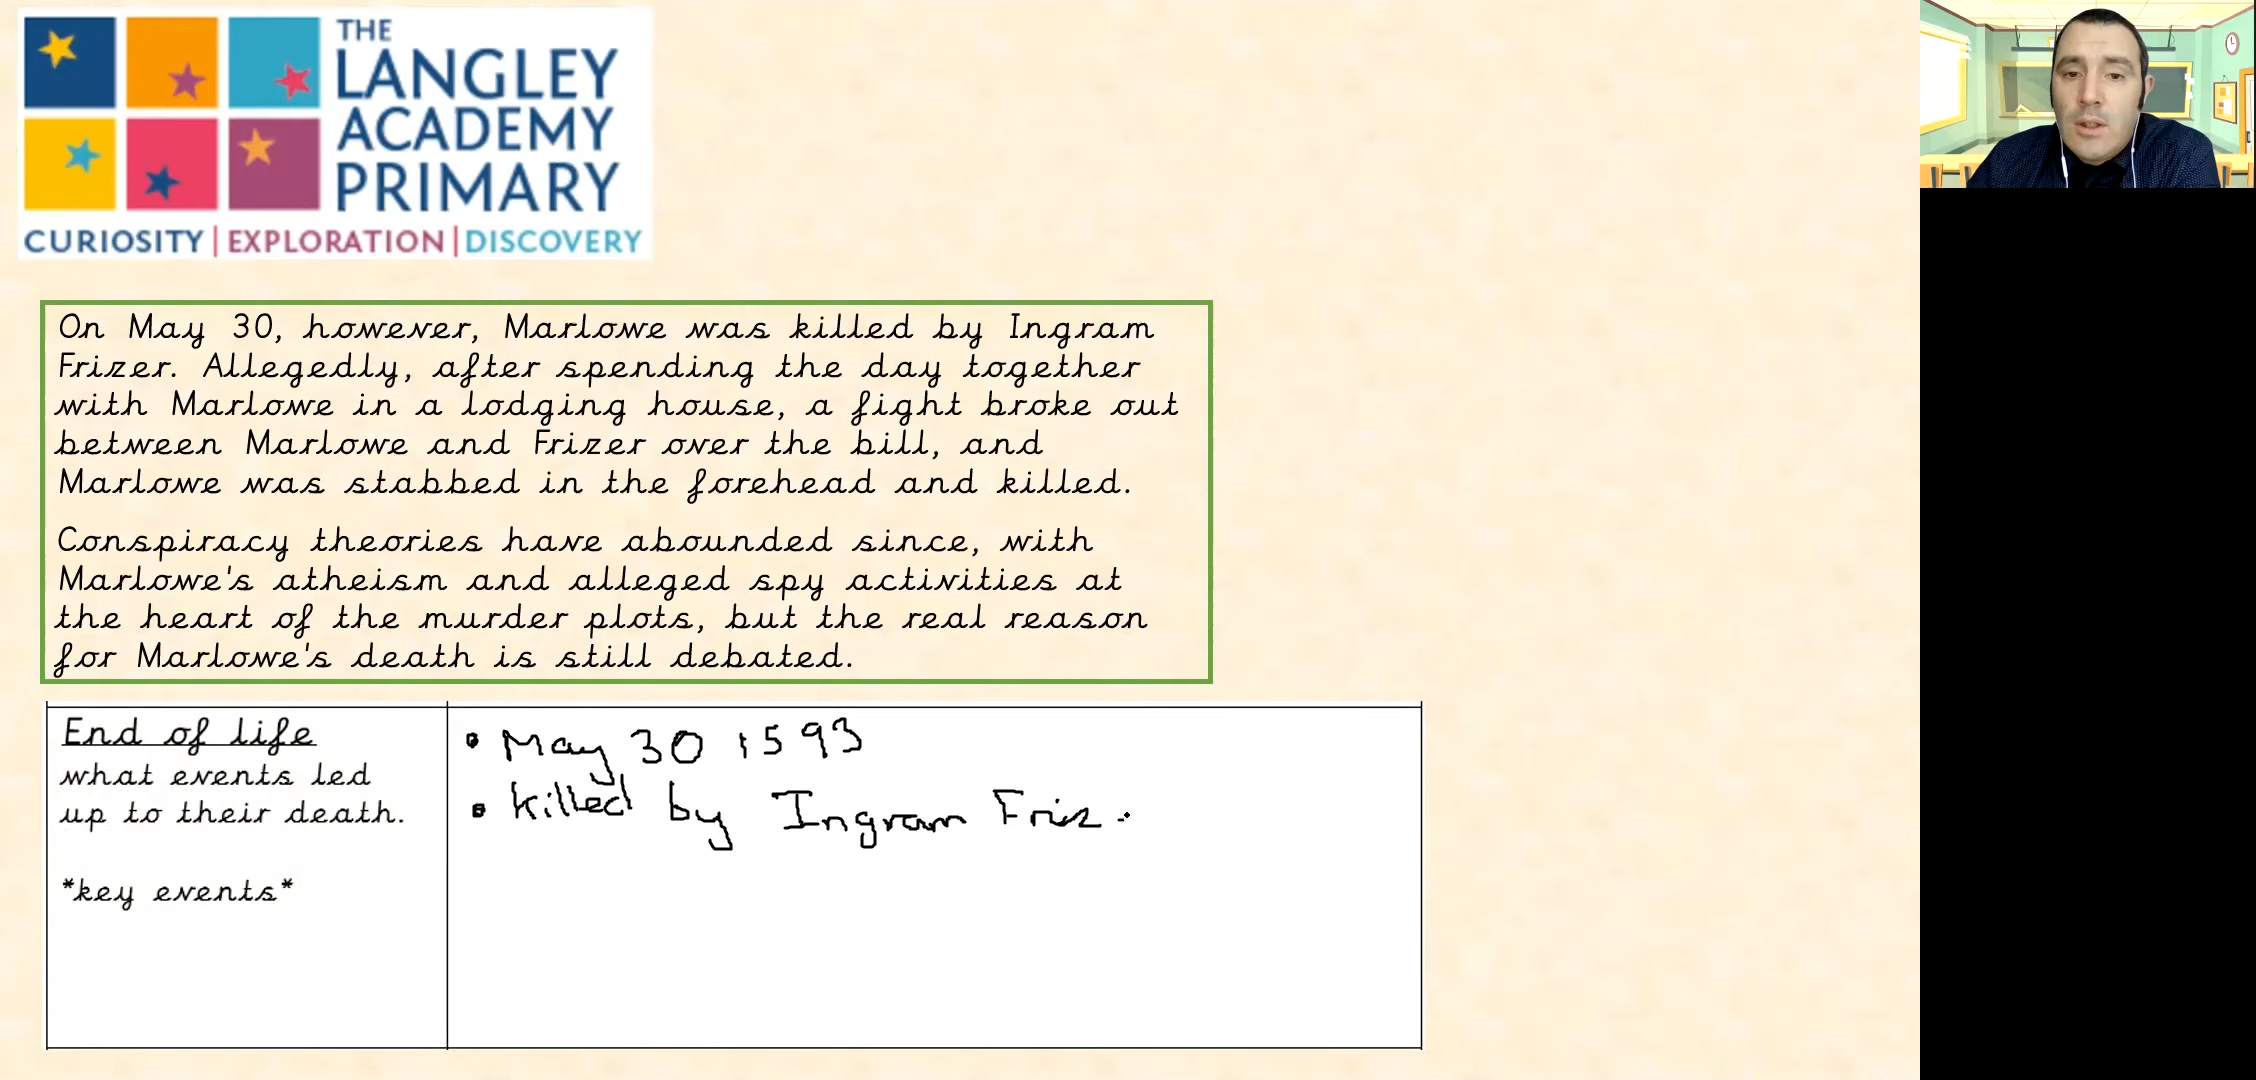 THE
LANGLEY
ACADEMY
PRIMARY
CURIOSITY | EXPLORATION | DISCOVERY
On May 30, however, Marlowe was killed by Ingram
Frizer. Allegedly, after spending the day together
with Marlowe in a lodging house, a fight broke out
between Marlowe and Frizer over the bill, and
Marlowe was stabbed in the forehead and killed.
Conspiracy theories have abounded since, with
Marlowe's atheism and alleged spy activities at
the heart of the murder plots, but the real reason
for Marlowe's death is still debated.
End of life
what events led
up to their death.
*key events*
• May 30 1593
• Killed by Ingram Friz